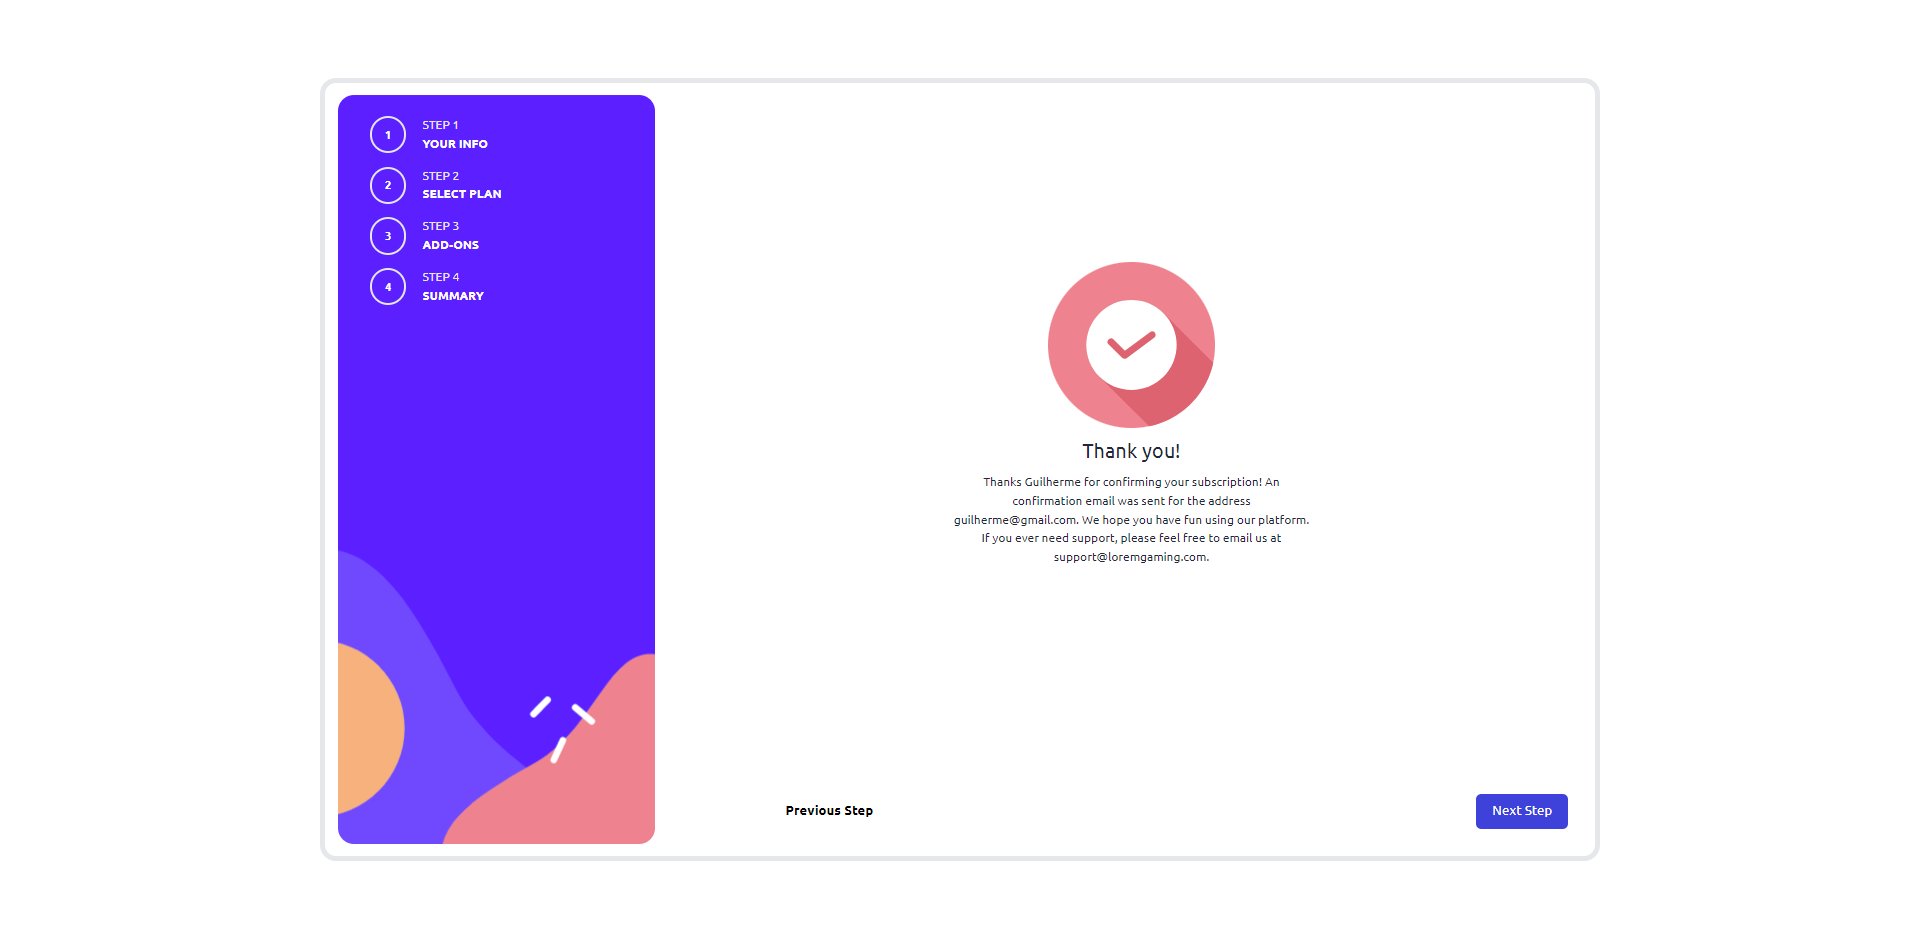 1
STEP 1
YOUR INFO
2
STEP 2
SELECT PLAN
3
STEP 3
ADD-ONS
4
STEP 4
SUMMARY
Thank you!
Thanks Guilherme for confirming your subscription! An
confirmation email was sent for the address
guilherme@gmail.com. We hope you have fun using our platform.
If you ever need support, please feel free to email us at
support@loremgaming.com.
Previous Step
Next Step